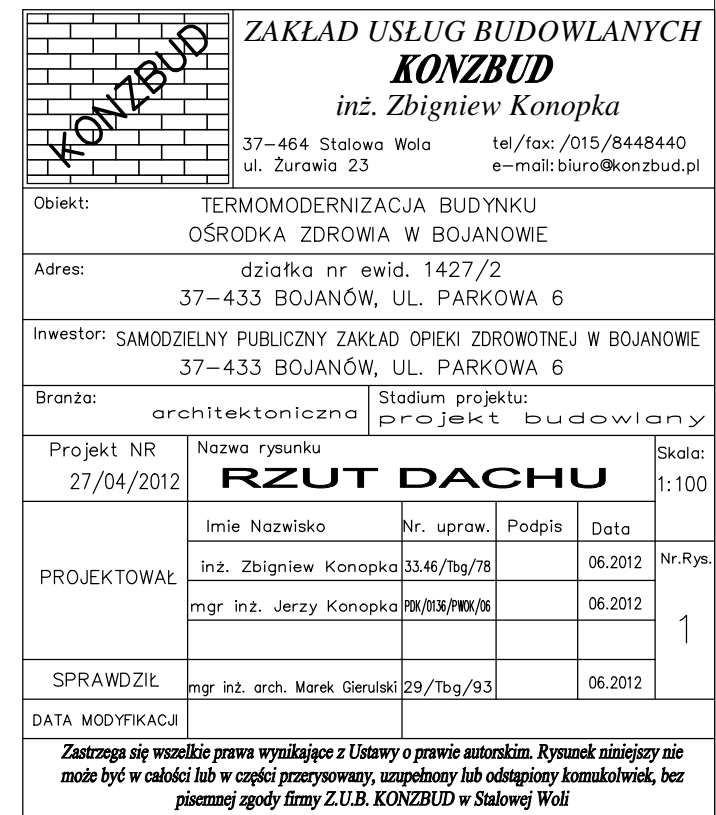 KONZBUD
ZAKŁAD USŁUG BUDOWLANYCH
KONZBUD
inż. Zbigniew Konopka
37-464 Stalowa Wola tel/fax: /015/8448440
ul. Żurawia 23 e-mail: biuro@konzbud.pl
Obiekt: TERMOMODERNIZACJA BUDYNKU
OŚRODKA ZDROWIA W BOJANOWIE
Adres: działka nr ewid. 1427/2
37-433 BOJANÓW, UL. PARKOWA 6
Inwestor: SAMODZIELNY PUBLICZNY ZAKŁAD OPIEKI ZDROWOTNEJ W BOJANOWIE
37-433 BOJANÓW, UL. PARKOWA 6
Branża: Stadium projektu:
architektoniczna projekt budowlany
Projekt NR Nazwa rysunku Skala:
27/04/2012 RZUT DACHU 1:100
Imie Nazwisko Nr. upraw. Podpis Data
PROJEKTOWAŁ inż. Zbigniew Konopka 33.46/Tbg/78 06.2012 Nr.Rys.
mgr inż. Jerzy Konopka PDK/0136/PWOK/06 06.2012
1
SPRAWDZIŁ mgr inż. arch. Marek Gierulski 29/Tbg/93 06.2012
DATA MODYFIKACJI
Zastrzega się wszelkie prawa wynikające z Ustawy o prawie autorskim. Rysunek niniejszy nie
może być w całości lub w części przerysowany, uzupełnony lub odstąpiony komukolwiek, bez
pisemnej zgody firmy Z.U.B. KONZBUD w Stalowej Woli